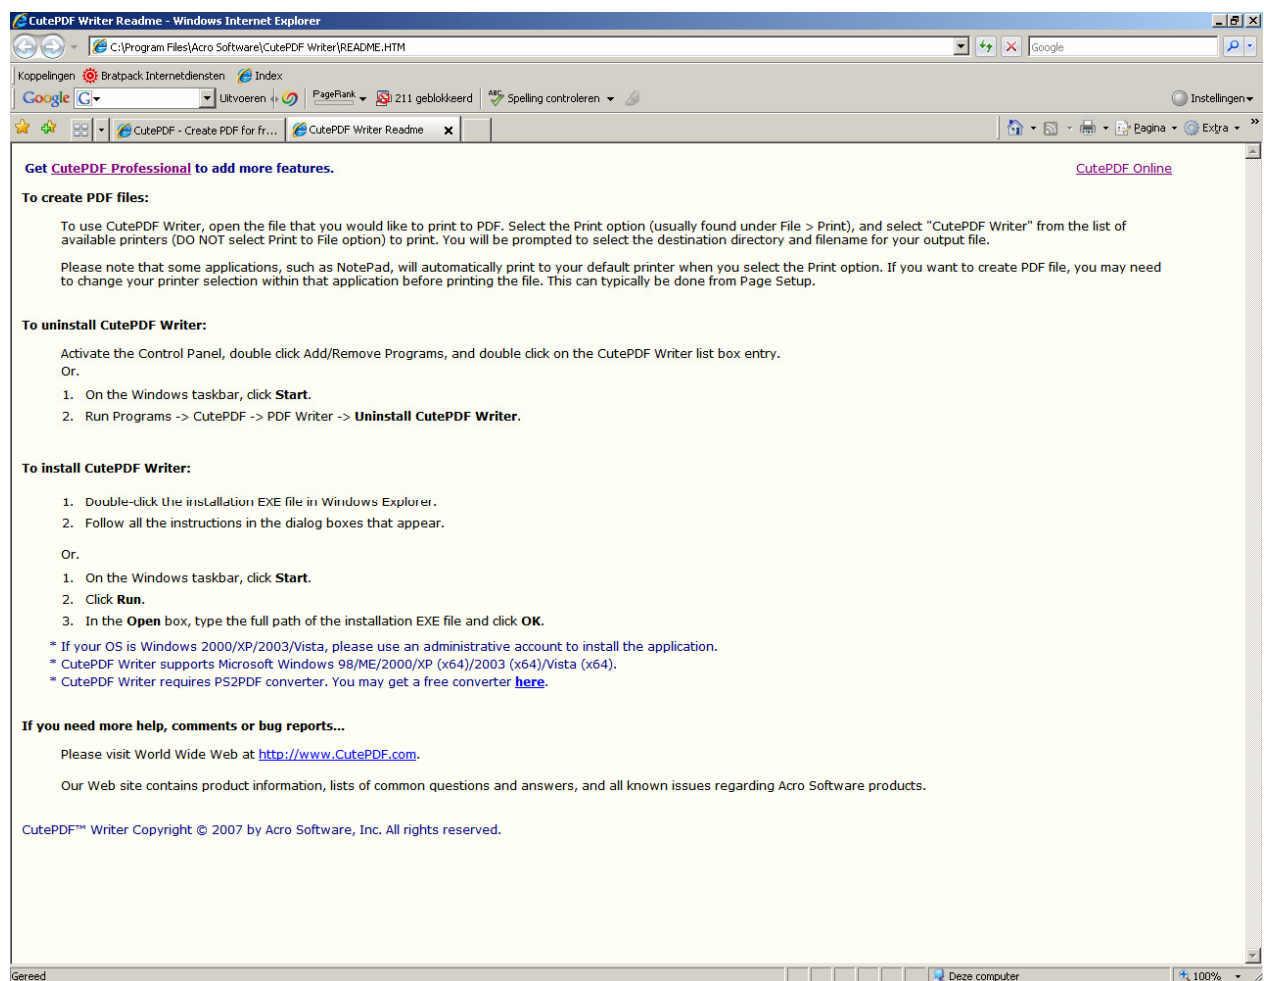 CutePDF Writer Readme - Windows Internet Explorer
C:\Program Files\Acro Software\CutePDF Writer\README.HTM
Google
Koppelingen Bratpack Internetdiensten Index
Google G Uitvoeren PageRank 211 geblokkeerd ABC Spelling controleren Instellingen
CutePDF - Create PDF for fr... CutePDF Writer Readme Pagina Extra »
Get CutePDF Professional to add more features. CutePDF Online
To create PDF files:
To use CutePDF Writer, open the file that you would like to print to PDF. Select the Print option (usually found under File > Print), and select "CutePDF Writer" from the list of
available printers (DO NOT select Print to File option) to print. You will be prompted to select the destination directory and filename for your output file.
Please note that some applications, such as NotePad, will automatically print to your default printer when you select the Print option. If you want to create PDF file, you may need
to change your printer selection within that application before printing the file. This can typically be done from Page Setup.
To uninstall CutePDF Writer:
Activate the Control Panel, double click Add/Remove Programs, and double click on the CutePDF Writer list box entry.
Or.
1. On the Windows taskbar, click Start.
2. Run Programs -> CutePDF -> PDF Writer -> Uninstall CutePDF Writer.
To install CutePDF Writer:
1. Double-click the installation EXE file in Windows Explorer.
2. Follow all the instructions in the dialog boxes that appear.
Or.
1. On the Windows taskbar, click Start.
2. Click Run.
3. In the Open box, type the full path of the installation EXE file and click OK.
* If your OS is Windows 2000/XP/2003/Vista, please use an administrative account to install the application.
* CutePDF Writer supports Microsoft Windows 98/ME/2000/XP (x64)/2003 (x64)/Vista (x64).
* CutePDF Writer requires PS2PDF converter. You may get a free converter here.
If you need more help, comments or bug reports...
Please visit World Wide Web at http://www.CutePDF.com.
Our Web site contains product information, lists of common questions and answers, and all known issues regarding Acro Software products.
CutePDF™ Writer Copyright © 2007 by Acro Software, Inc. All rights reserved.
Gereed Deze computer 100%